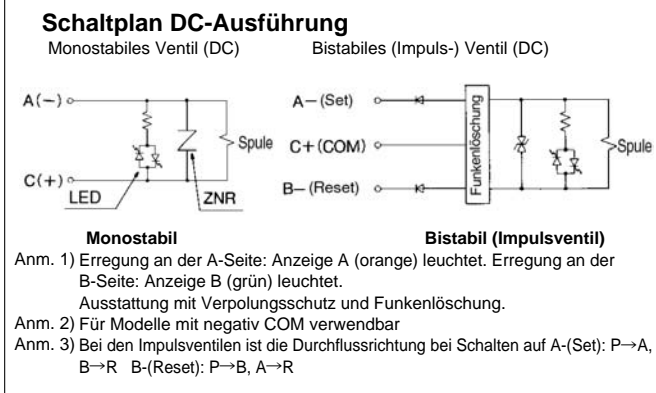 Schaltplan DC-Ausführung
Monostabiles Ventil (DC)
Bistabiles (Impuls-) Ventil (DC)
A(−)
C(+)
LED
ZNR
Spule
A−(Set)
C+(COM)
B−(Reset)
Funkenlöschung
Spule
Monostabil
Bistabil (Impulsventil)
Anm. 1) Erregung an der A-Seite: Anzeige A (orange) leuchtet. Erregung an der
B-Seite: Anzeige B (grün) leuchtet.
Ausstattung mit Verpolungsschutz und Funkenlöschung.
Anm. 2) Für Modelle mit negativ COM verwendbar
Anm. 3) Bei den Impulsventilen ist die Durchflussrichtung bei Schalten auf A-(Set): P→A,
B→R B-(Reset): P→B, A→R